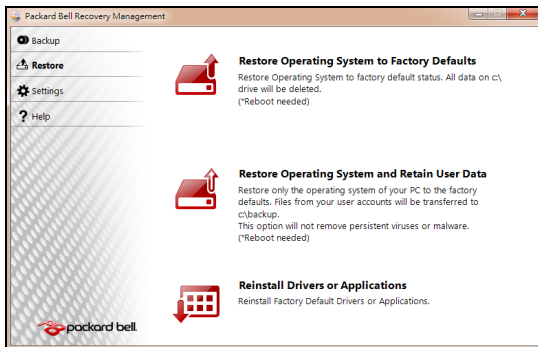 Packard Bell Recovery Management
Backup
Restore
Settings
Help
Restore Operating System to Factory Defaults
Restore Operating System to factory default status. All data on c:\
drive will be deleted.
(*Reboot needed)
Restore Operating System and Retain User Data
Restore only the operating system of your PC to the factory
defaults. Files from your user accounts will be transferred to
c:\backup.
This option will not remove persistent viruses or malware.
(*Reboot needed)
Reinstall Drivers or Applications
Reinstall Factory Default Drivers or Applications.
packard bell.